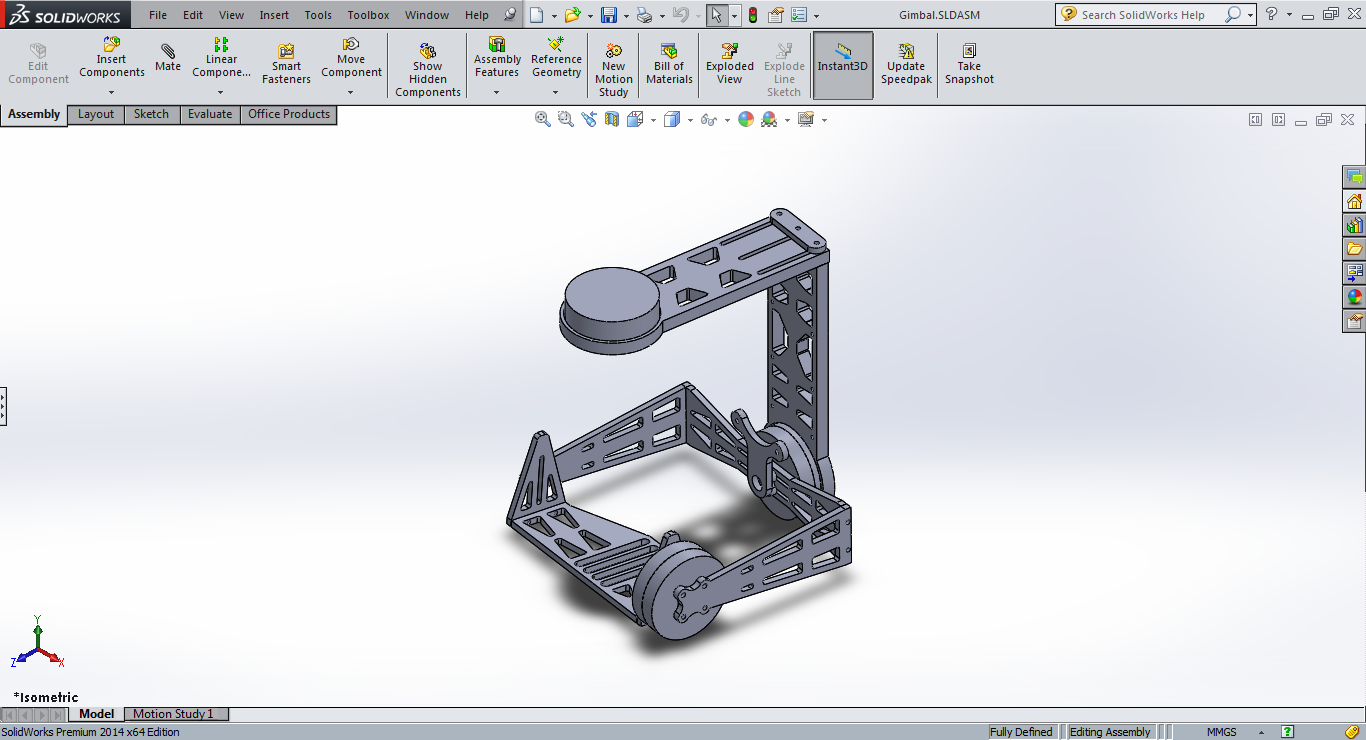 SOLIDWORKS File Edit View Insert Tools Toolbox Window Help Gimbal.SLDASM Search SolidWorks Help
Edit Component
Insert Components
Mate
Linear Compone...
Smart Fasteners
Move Component
Show Hidden Components
Assembly Features
Reference Geometry
New Motion Study
Bill of Materials
Exploded View
Explode Line Sketch
Instant3D
Update Speedpak
Take Snapshot
Assembly Layout Sketch Evaluate Office Products
Y
Z X
*Isometric
Model Motion Study 1
SolidWorks Premium 2014 x64 Edition Fully Defined Editing Assembly MMGS